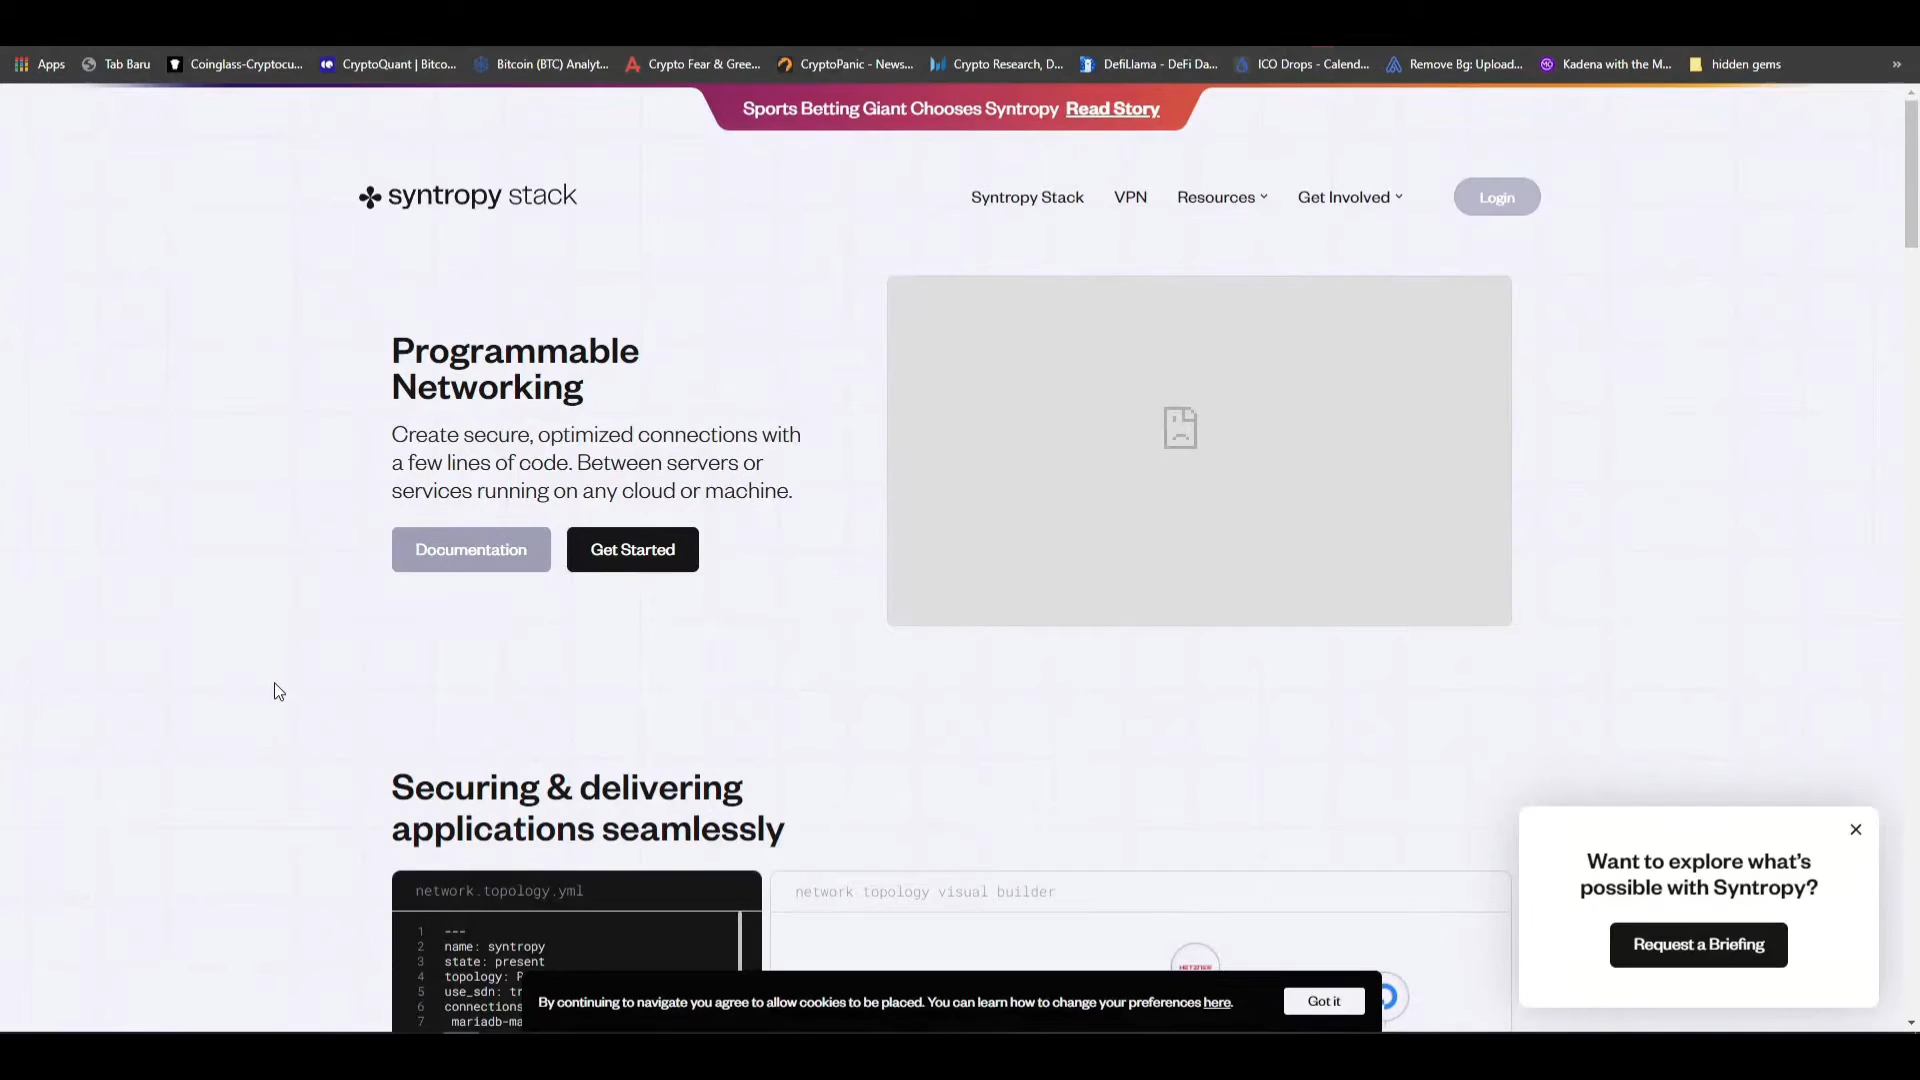 Apps
Tab Baru
Coinglass-Cryptocu...
CryptoQuant | Bitco...
Bitcoin (BTC) Analyt...
Crypto Fear & Gree...
CryptoPanic - News...
Crypto Research, D...
DefiLlama - DeFi Da...
ICO Drops - Calend...
Remove Bg: Upload...
Kadena with the M...
hidden gems
»
Sports Betting Giant Chooses Syntropy Read Story
syntropy stack
Syntropy Stack
VPN
Resources
Get Involved
Login
Programmable
Networking
Create secure, optimized connections with
a few lines of code. Between servers or
services running on any cloud or machine.
Documentation
Get Started
Securing & delivering
applications seamlessly
network.topology.yml
1 ---
2 name: syntropy
3 state: present
4 topology: P
5 use_sdn: tr
6 connections
7 mariadb-ma
network topology visual builder
HETZNER
Want to explore what's
possible with Syntropy?
Request a Briefing
By continuing to navigate you agree to allow cookies to be placed. You can learn how to change your preferences here.
Got it